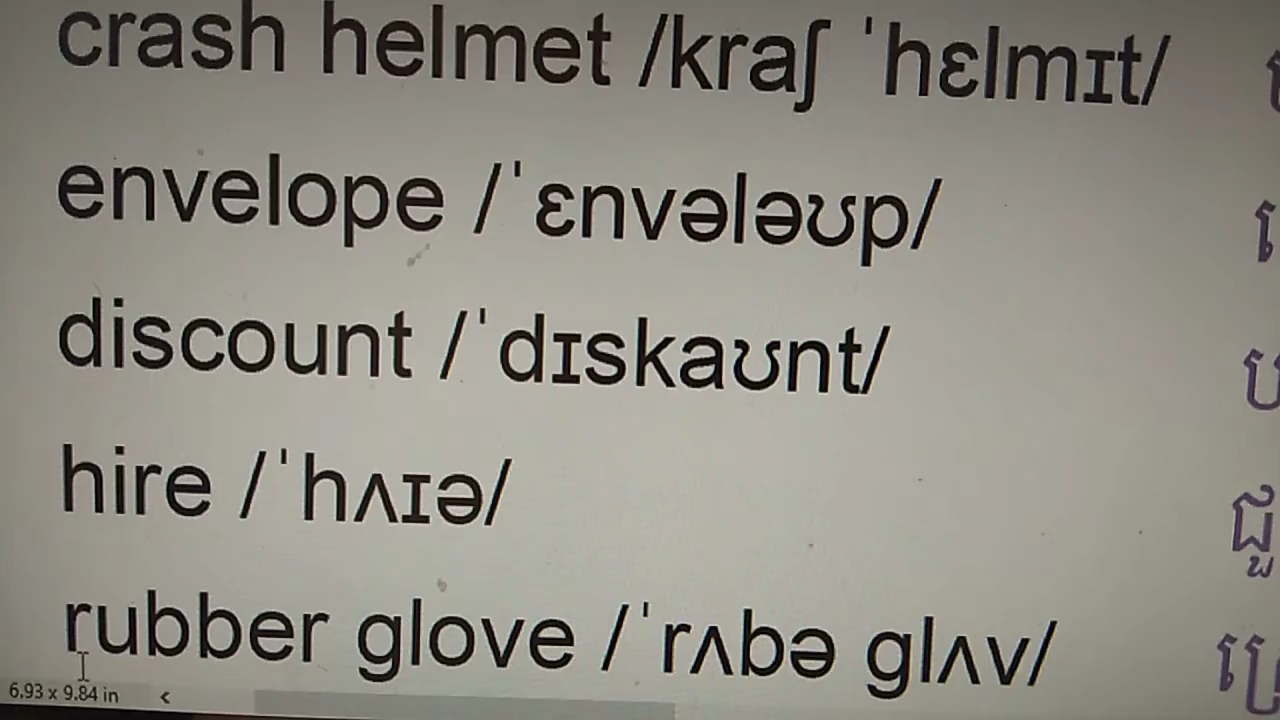 crash helmet /kraʃ ˈhɛlmɪt/
envelope /ˈɛnvələʊp/
discount /ˈdɪskaʊnt/
hire /ˈhʌɪə/
rubber glove /ˈrʌbə glʌv/
6.93 x 9.84 in